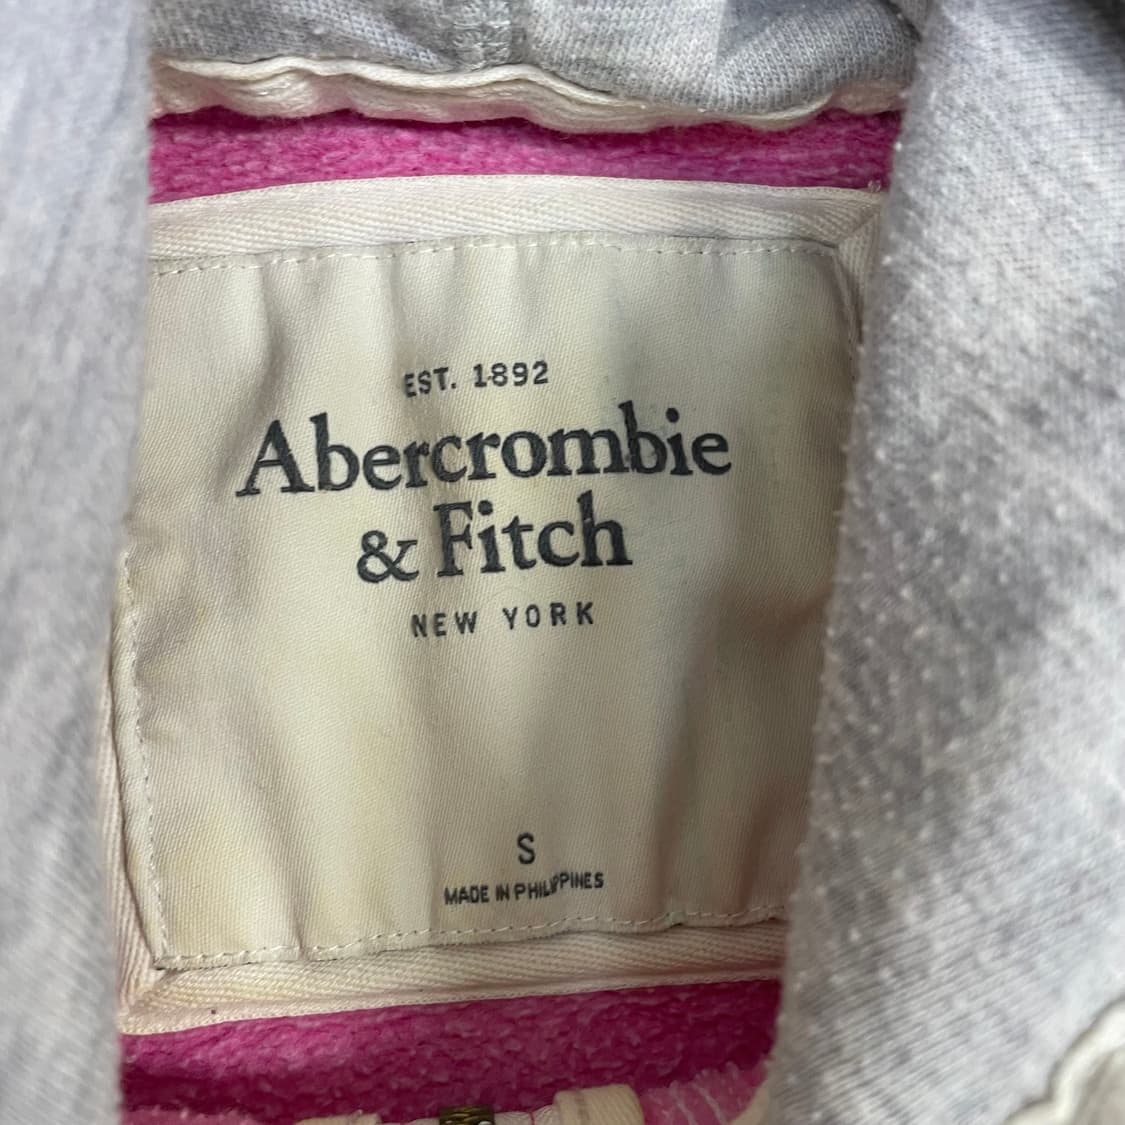 EST. 1892
Abercrombie
& Fitch
NEW YORK
S
MADE IN PHILIPPINES